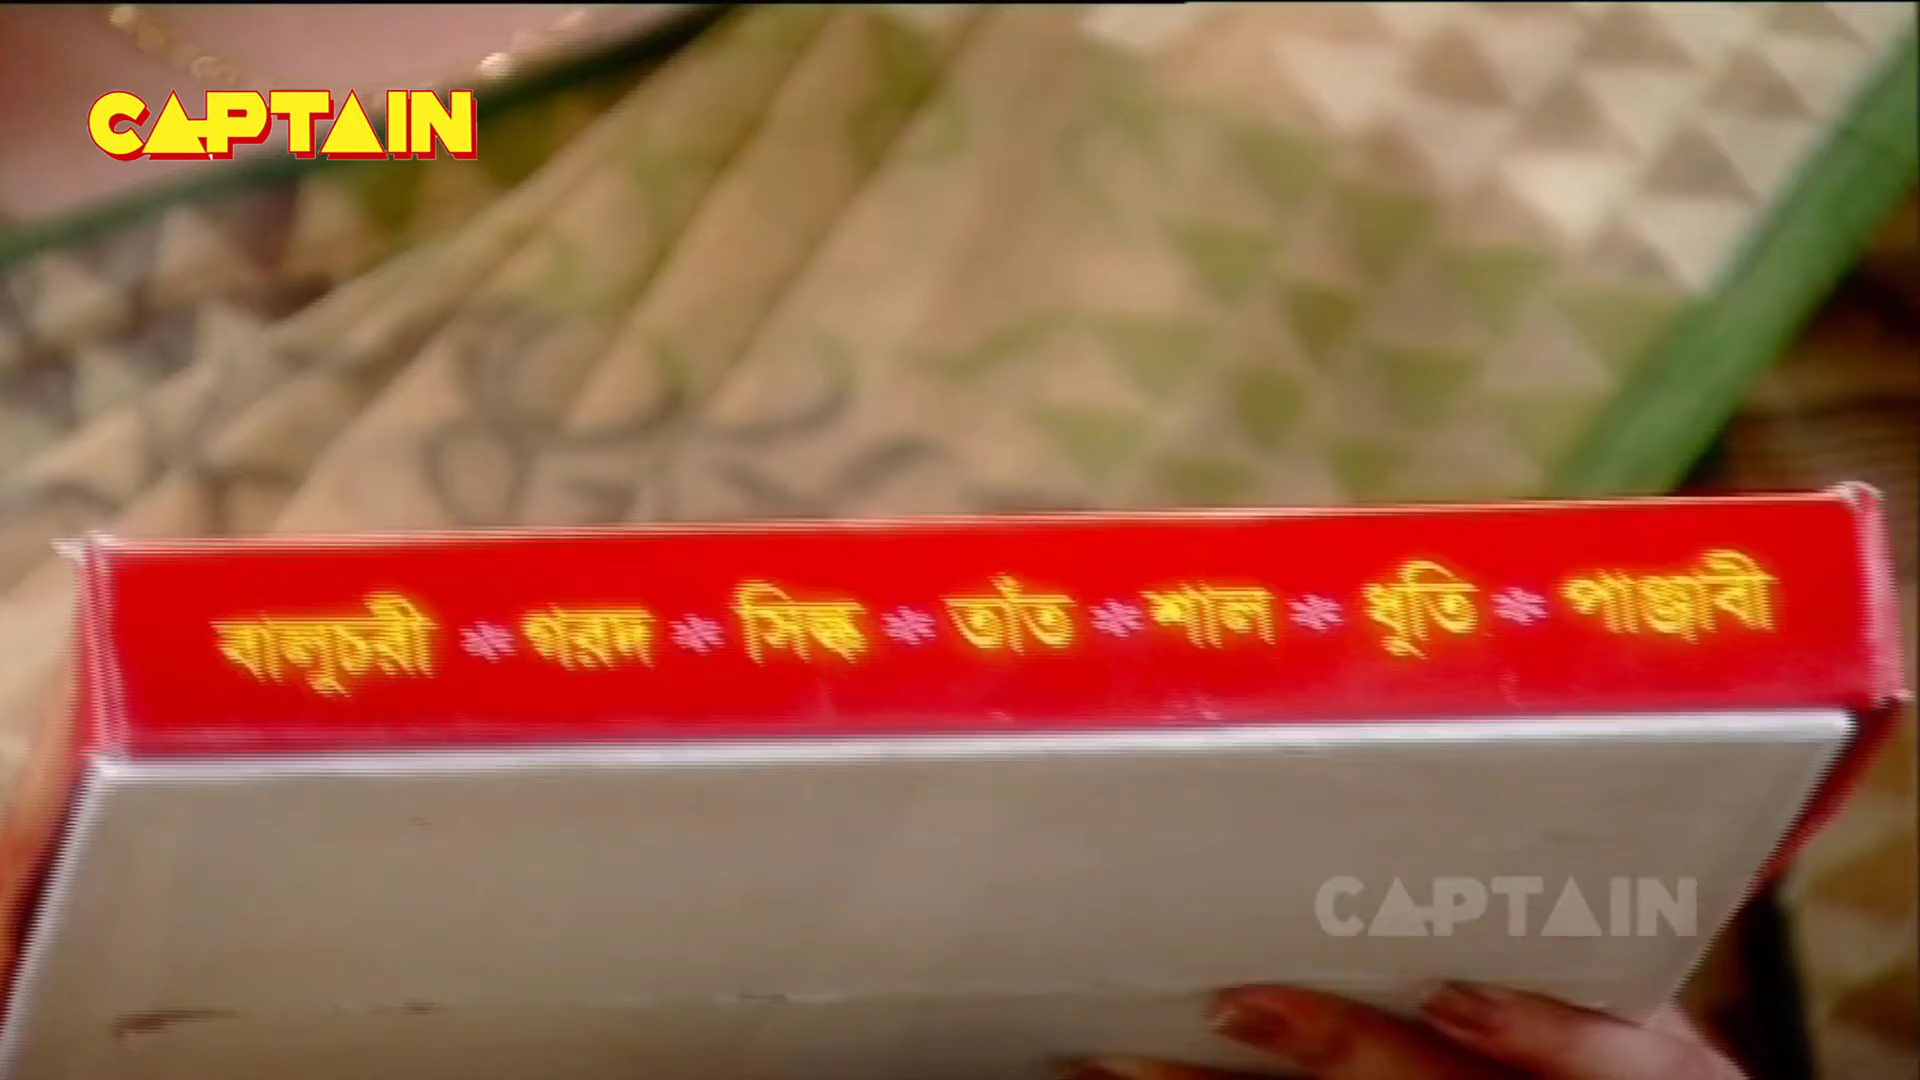 CAPTAIN
বালুচরী * গরদ * সিল্ক * তাঁত * শাল * ধুতি * পাঞ্জাবী
CAPTAIN